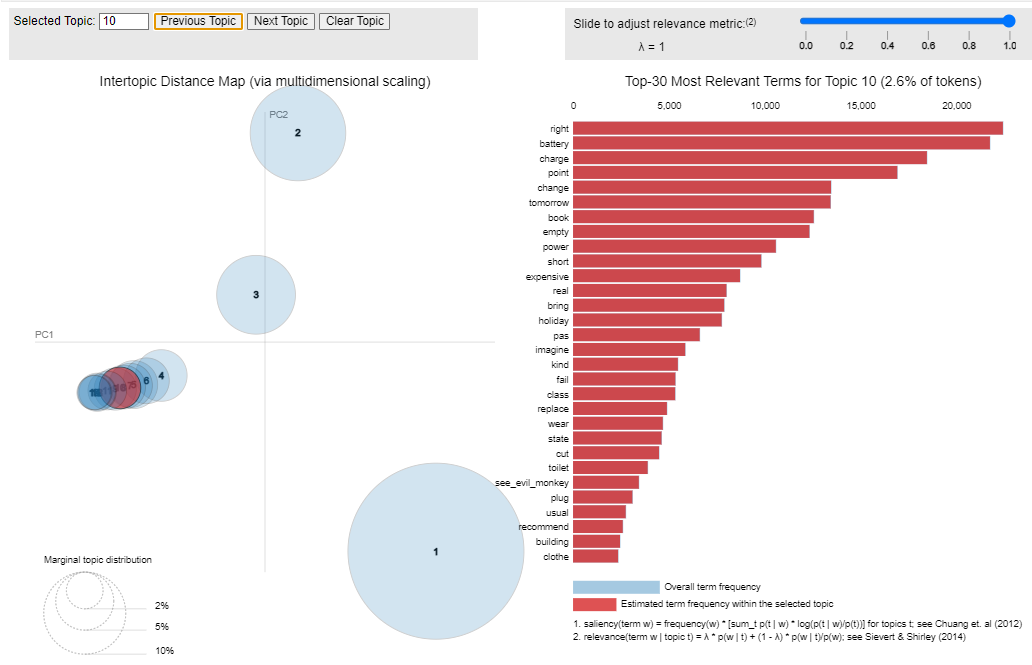 Selected Topic: 10 Previous Topic Next Topic Clear Topic
Slide to adjust relevance metric:(2)
λ = 1
0.0 0.2 0.4 0.6 0.8 1.0
Intertopic Distance Map (via multidimensional scaling)
PC2
PC1
2
3
4
6
1
Marginal topic distribution
2%
5%
10%
Top-30 Most Relevant Terms for Topic 10 (2.6% of tokens)
0 5,000 10,000 15,000 20,000
right
battery
charge
point
change
tomorrow
book
empty
power
short
expensive
real
bring
holiday
pas
imagine
kind
fail
class
replace
wear
state
cut
toilet
see_evil_monkey
plug
usual
recommend
building
clothe
Overall term frequency
Estimated term frequency within the selected topic
1. saliency(term w) = frequency(w) * [sum_t p(t | w) * log(p(t | w)/p(t))] for topics t; see Chuang et. al (2012)
2. relevance(term w | topic t) = λ * p(w | t) + (1 - λ) * p(w | t)/p(w); see Sievert & Shirley (2014)